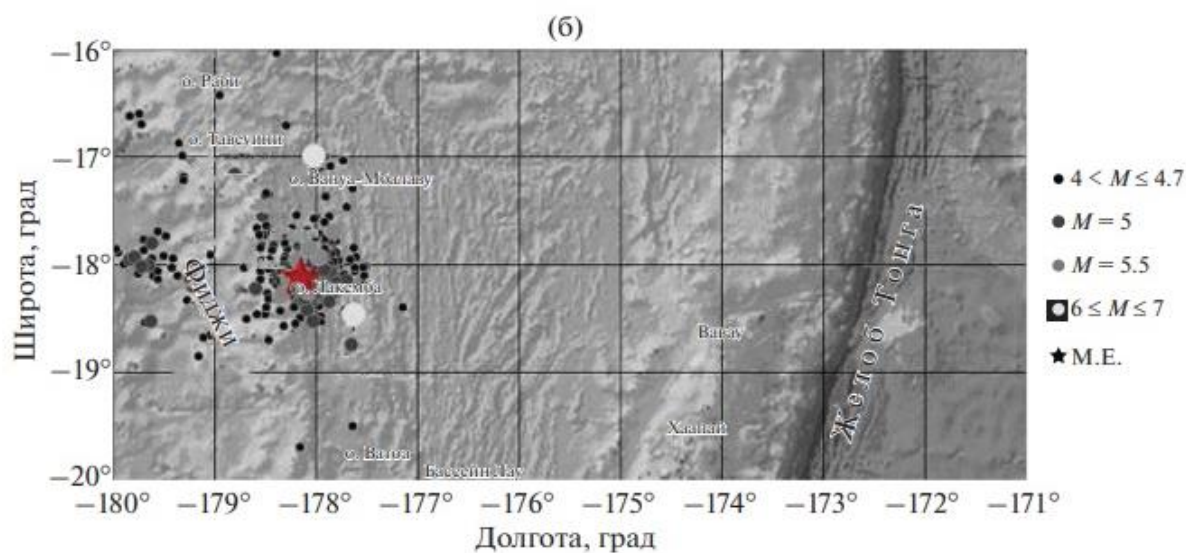 (б)
−16°
−17°
−18°
−19°
−20°
Широта, град
о. Раби
о. Тавеуни
о. Вануа-Мбалаву
Фиджи
о. Лакемба
Вавау
Хаапай
о. Ватоа
Бассейн Лау
Желоб Тонга
−180° −179° −178° −177° −176° −175° −174° −173° −172° −171°
Долгота, град
4 < M ≤ 4.7
M = 5
M = 5.5
6 ≤ M ≤ 7
М.Е.